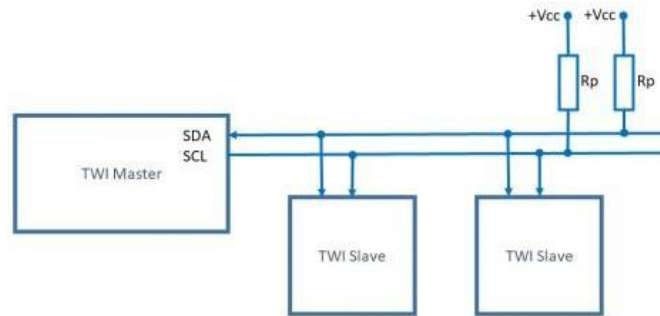 +Vcc +Vcc
Rp Rp
SDA
SCL
TWI Master
TWI Slave TWI Slave